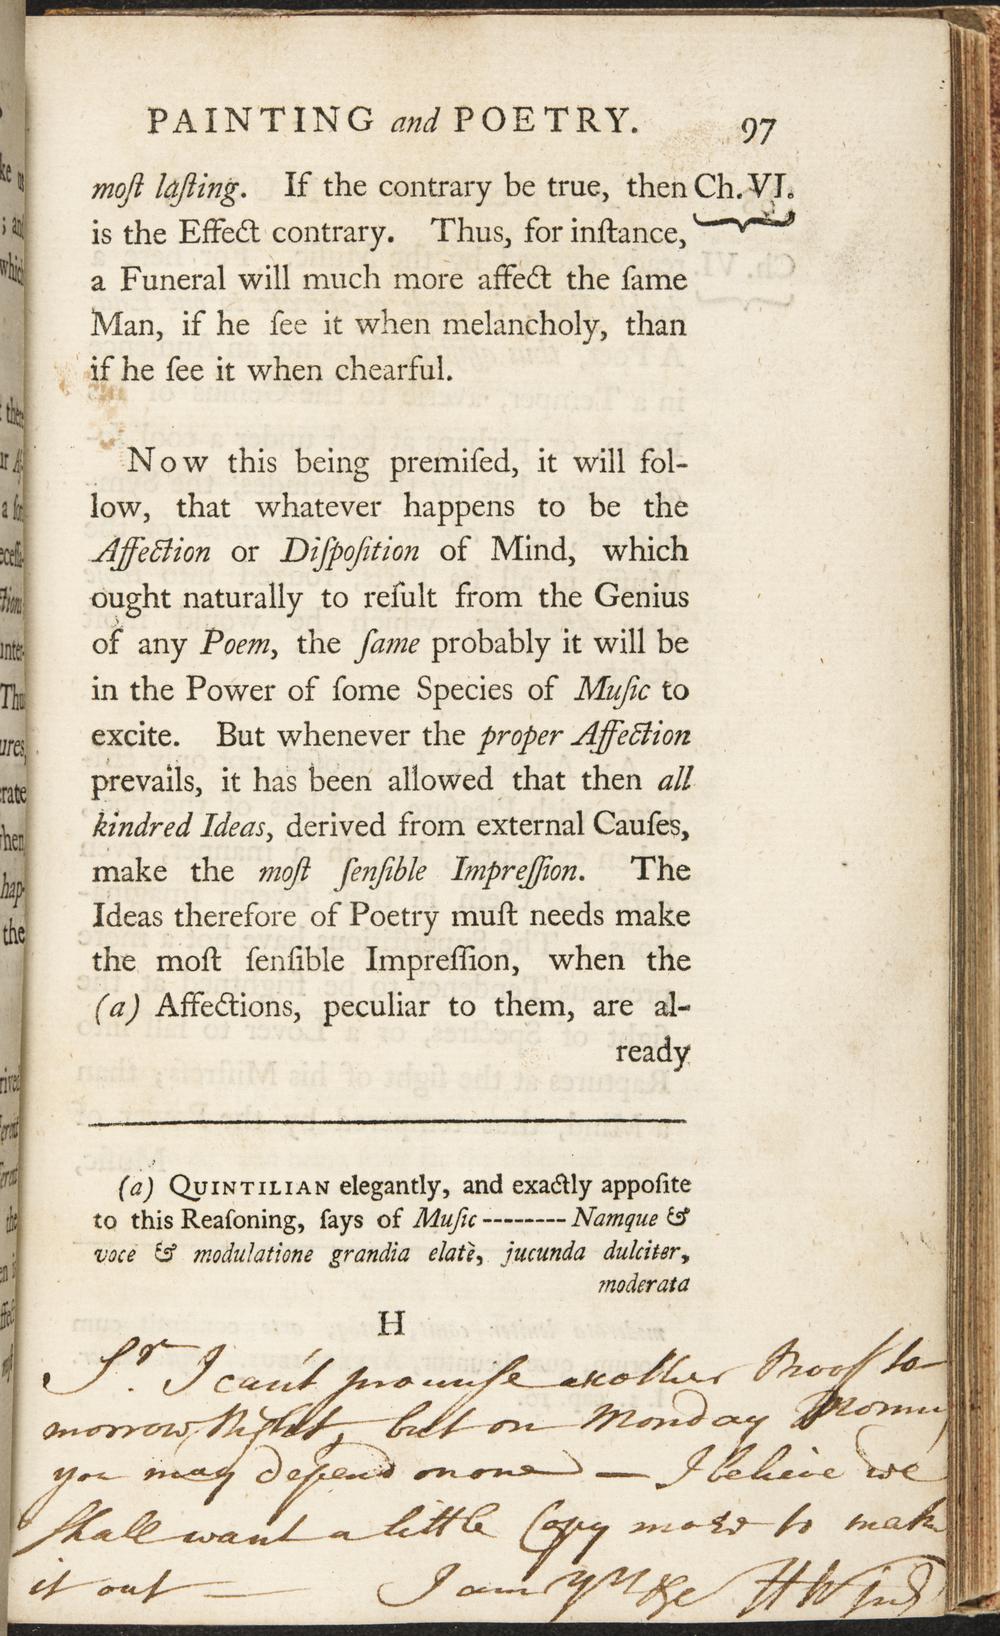 PAINTING and POETRY. 97
moſt laſting. If the contrary be true, then Ch. VI.
is the Effect contrary. Thus, for inſtance,
a Funeral will much more affect the ſame
Man, if he ſee it when melancholy, than
if he ſee it when chearful.
Now this being premiſed, it will fol-
low, that whatever happens to be the
Affection or Diſpoſition of Mind, which
ought naturally to reſult from the Genius
of any Poem, the ſame probably it will be
in the Power of ſome Species of Muſic to
excite. But whenever the proper Affection
prevails, it has been allowed that then all
kindred Ideas, derived from external Cauſes,
make the moſt ſenſible Impreſſion. The
Ideas therefore of Poetry muſt needs make
the moſt ſenſible Impreſſion, when the
(a) Affections, peculiar to them, are al-
ready
(a) QUINTILIAN elegantly, and exactly appoſite
to this Reaſoning, ſays of Muſic -------- Namque &
voce & modulatione grandia elatè, jucunda dulciter,
moderata
H
Sr. I can't promiſe another Proof to-
morrow Night, but on Monday Morning
you may depend on one — I believe we
ſhall want a little Copy more to make
it out — I am yrs &c